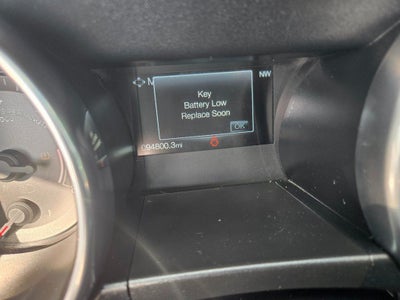 N
NW
Key
Battery Low
Replace Soon
OK
094800.3mi